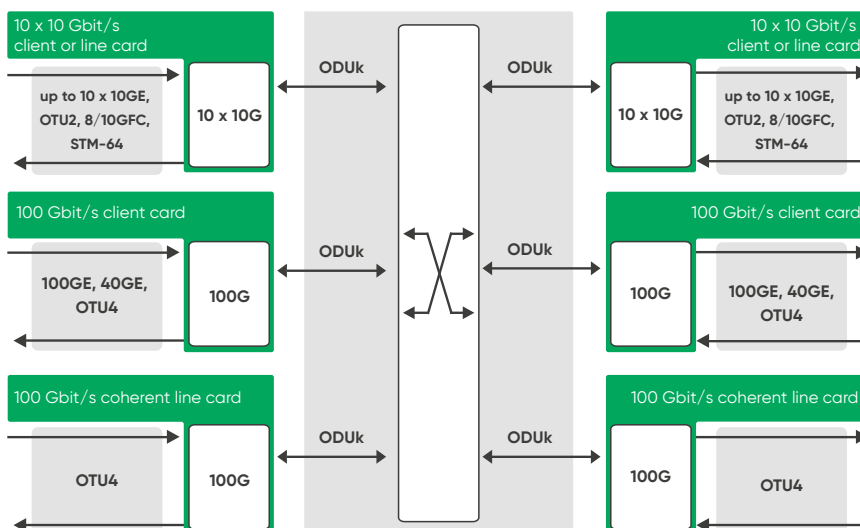 10 x 10 Gbit/s
client or line card
up to 10 x 10GE,
OTU2, 8/10GFC,
STM-64
10 x 10G
ODUk
ODUk
10 x 10 Gbit/s
client or line card
10 x 10G
up to 10 x 10GE,
OTU2, 8/10GFC,
STM-64
100 Gbit/s client card
100GE, 40GE,
OTU4
100G
ODUk
ODUk
100 Gbit/s client card
100G
100GE, 40GE,
OTU4
100 Gbit/s coherent line card
OTU4
100G
ODUk
ODUk
100 Gbit/s coherent line card
100G
OTU4